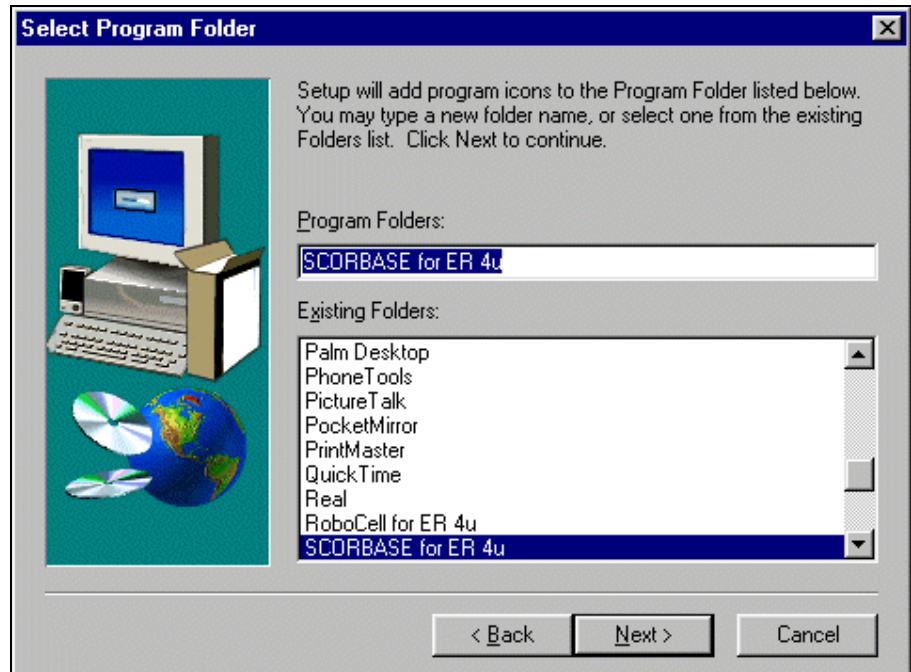 Select Program Folder
Setup will add program icons to the Program Folder listed below.
You may type a new folder name, or select one from the existing
Folders list.  Click Next to continue.
Program Folders:
SCORBASE for ER 4u
Existing Folders:
Palm Desktop
PhoneTools
PictureTalk
PocketMirror
PrintMaster
QuickTime
Real
RoboCell for ER 4u
SCORBASE for ER 4u
< Back
Next >
Cancel